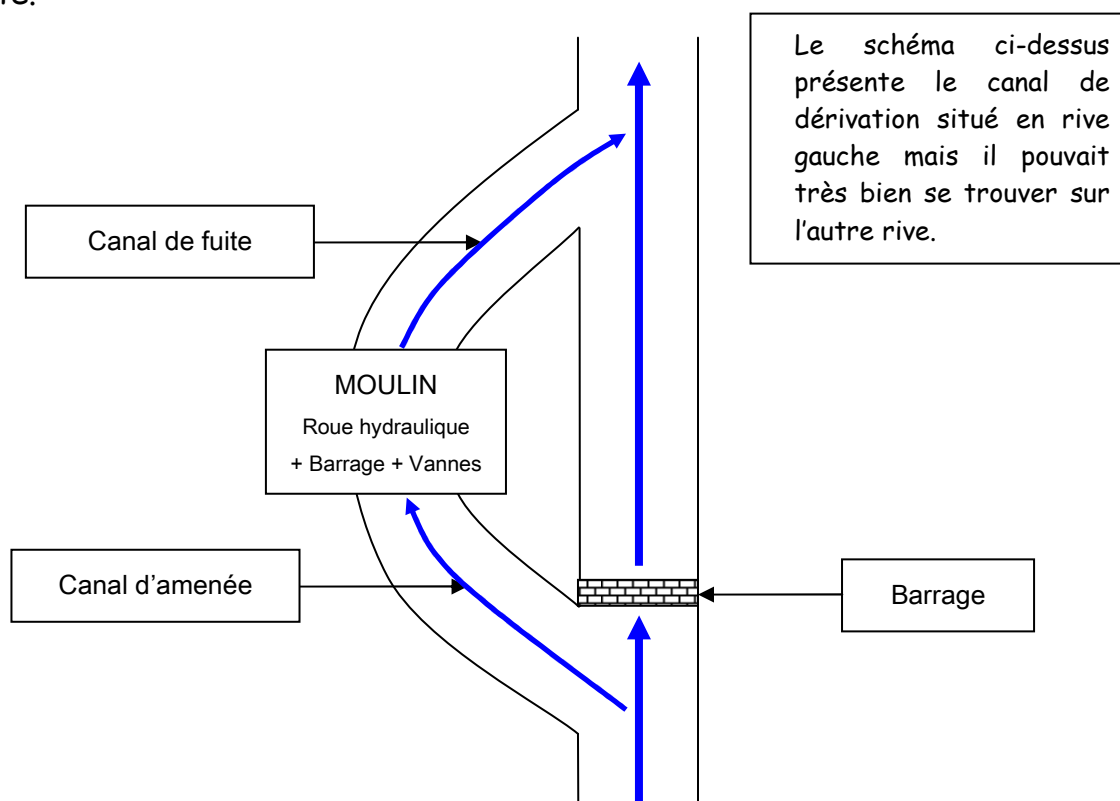 Le schéma ci-dessus
présente le canal de
dérivation situé en rive
gauche mais il pouvait
très bien se trouver sur
l'autre rive.
Canal de fuite
MOULIN
Roue hydraulique
+ Barrage + Vannes
Canal d'amenée
Barrage